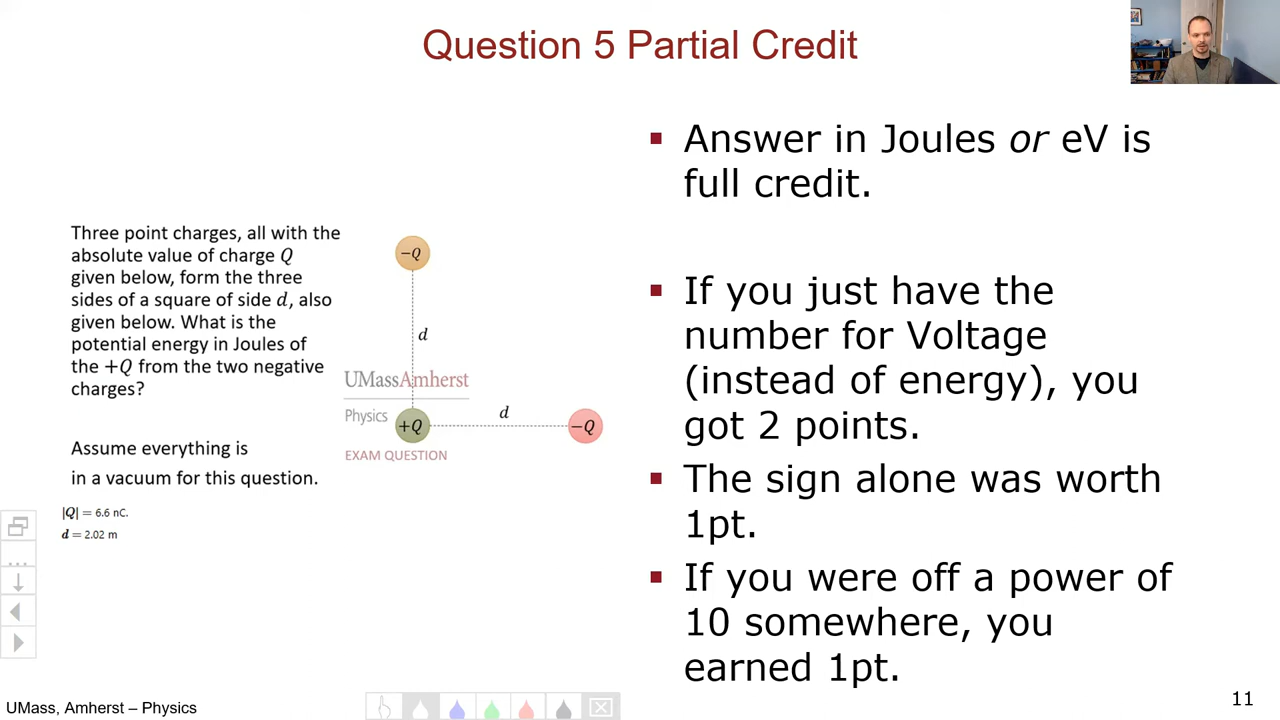 Question 5 Partial Credit
Three point charges, all with the
absolute value of charge Q
given below, form the three
sides of a square of side d, also
given below. What is the
potential energy in Joules of
the +Q from the two negative
charges?
Assume everything is
in a vacuum for this question.
|Q| = 6.6 nC.
d = 2.02 m
−Q
d
UMassAmherst
Physics
+Q
d
−Q
EXAM QUESTION
▪ Answer in Joules or eV is
full credit.
▪ If you just have the
number for Voltage
(instead of energy), you
got 2 points.
▪ The sign alone was worth
1pt.
▪ If you were off a power of
10 somewhere, you
earned 1pt.
UMass, Amherst – Physics
11